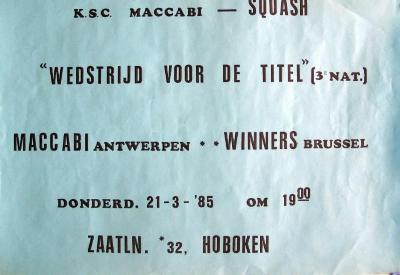 K.S.C. MACCABI — SQUASH
"WEDSTRIJD VOOR DE TITEL" (3E NAT.)
MACCABI ANTWERPEN * * WINNERS BRUSSEL
DONDERD. 21-3-'85 OM 1900
ZAATLN. *32, HOBOKEN